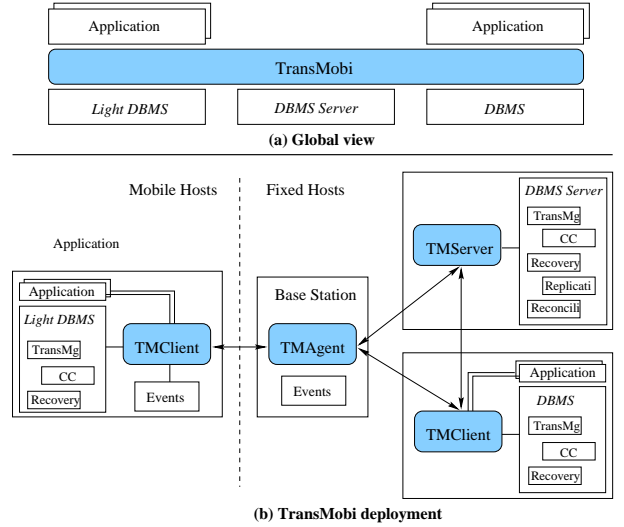 Application
Application
TransMobi
Light DBMS
DBMS Server
DBMS
(a) Global view
Mobile Hosts
Fixed Hosts
Application
Application
Light DBMS
TransMg
CC
Recovery
TMClient
Events
Base Station
TMAgent
Events
TMServer
DBMS Server
TransMg
CC
Recovery
Replicati
Reconcili
Application
TMClient
DBMS
TransMg
CC
Recovery
(b) TransMobi deployment